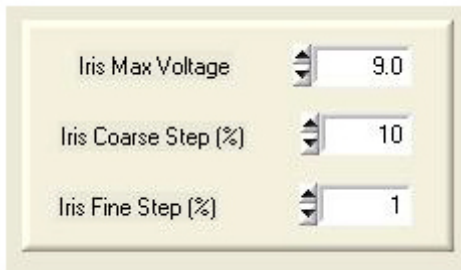 Iris Max Voltage 9.0
Iris Coarse Step (%) 10
Iris Fine Step (%) 1